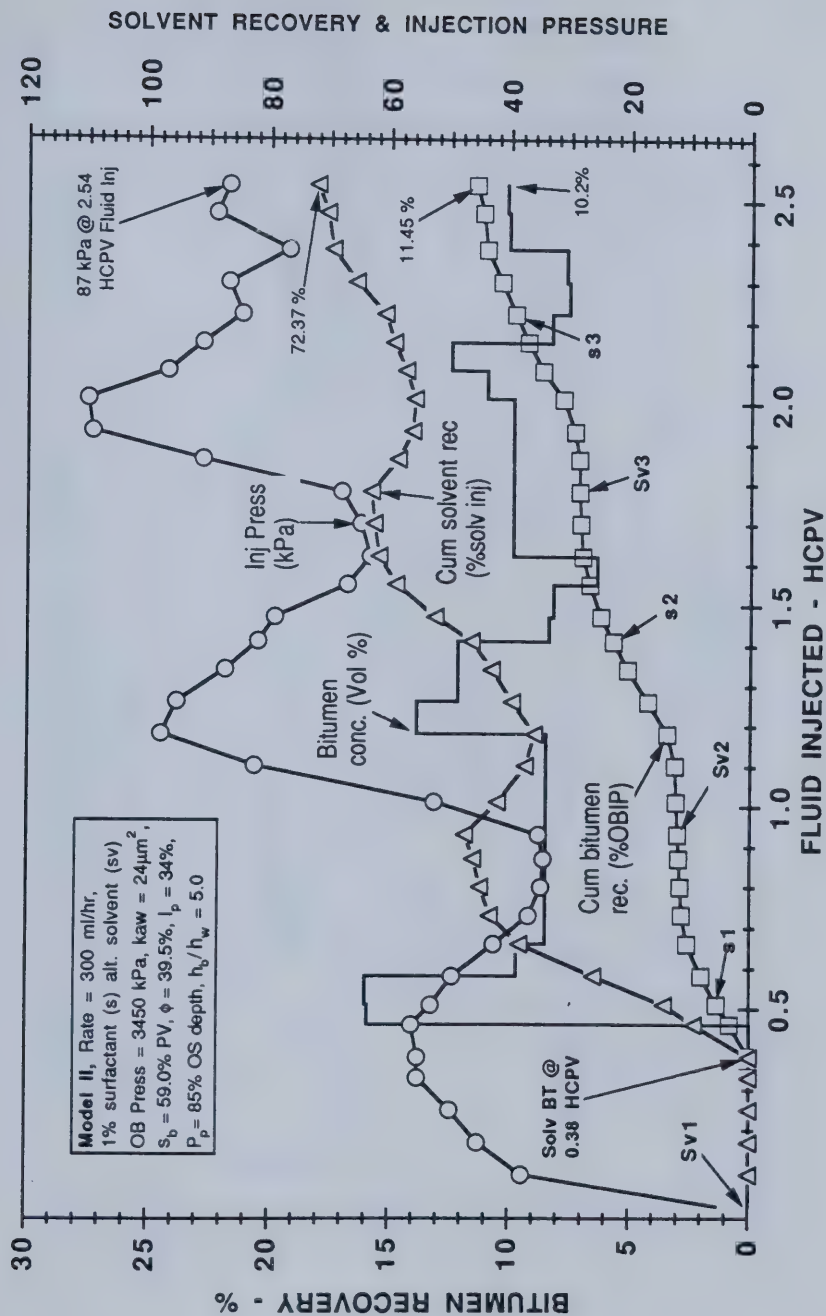 Model II, Rate = 300 ml/hr,
1% surfactant (s) alt. solvent (sv)
OB Press = 3450 kPa, kaw = 24µm²,
s_b = 59.0% PV, ϕ = 39.5%, I_p = 34%,
P_p = 85% OS depth, h_b/h_w = 5.0
87 kPa @ 2.54
HCPV Fluid Inj
72.37 %
Inj Press
(kPa)
Cum solvent rec
(%solv inj)
Bitumen
conc. (Vol %)
11.45 %
10.2%
Cum bitumen
rec. (%OBIP)
Solv BT @
0.38 HCPV
Sv1
s1
Sv2
s2
Sv3
s3
BITUMEN RECOVERY - %
30
25
20
15
10
5
0
SOLVENT RECOVERY & INJECTION PRESSURE
120
100
80
60
40
20
0
0.5
1.0
1.5
2.0
2.5
FLUID INJECTED - HCPV